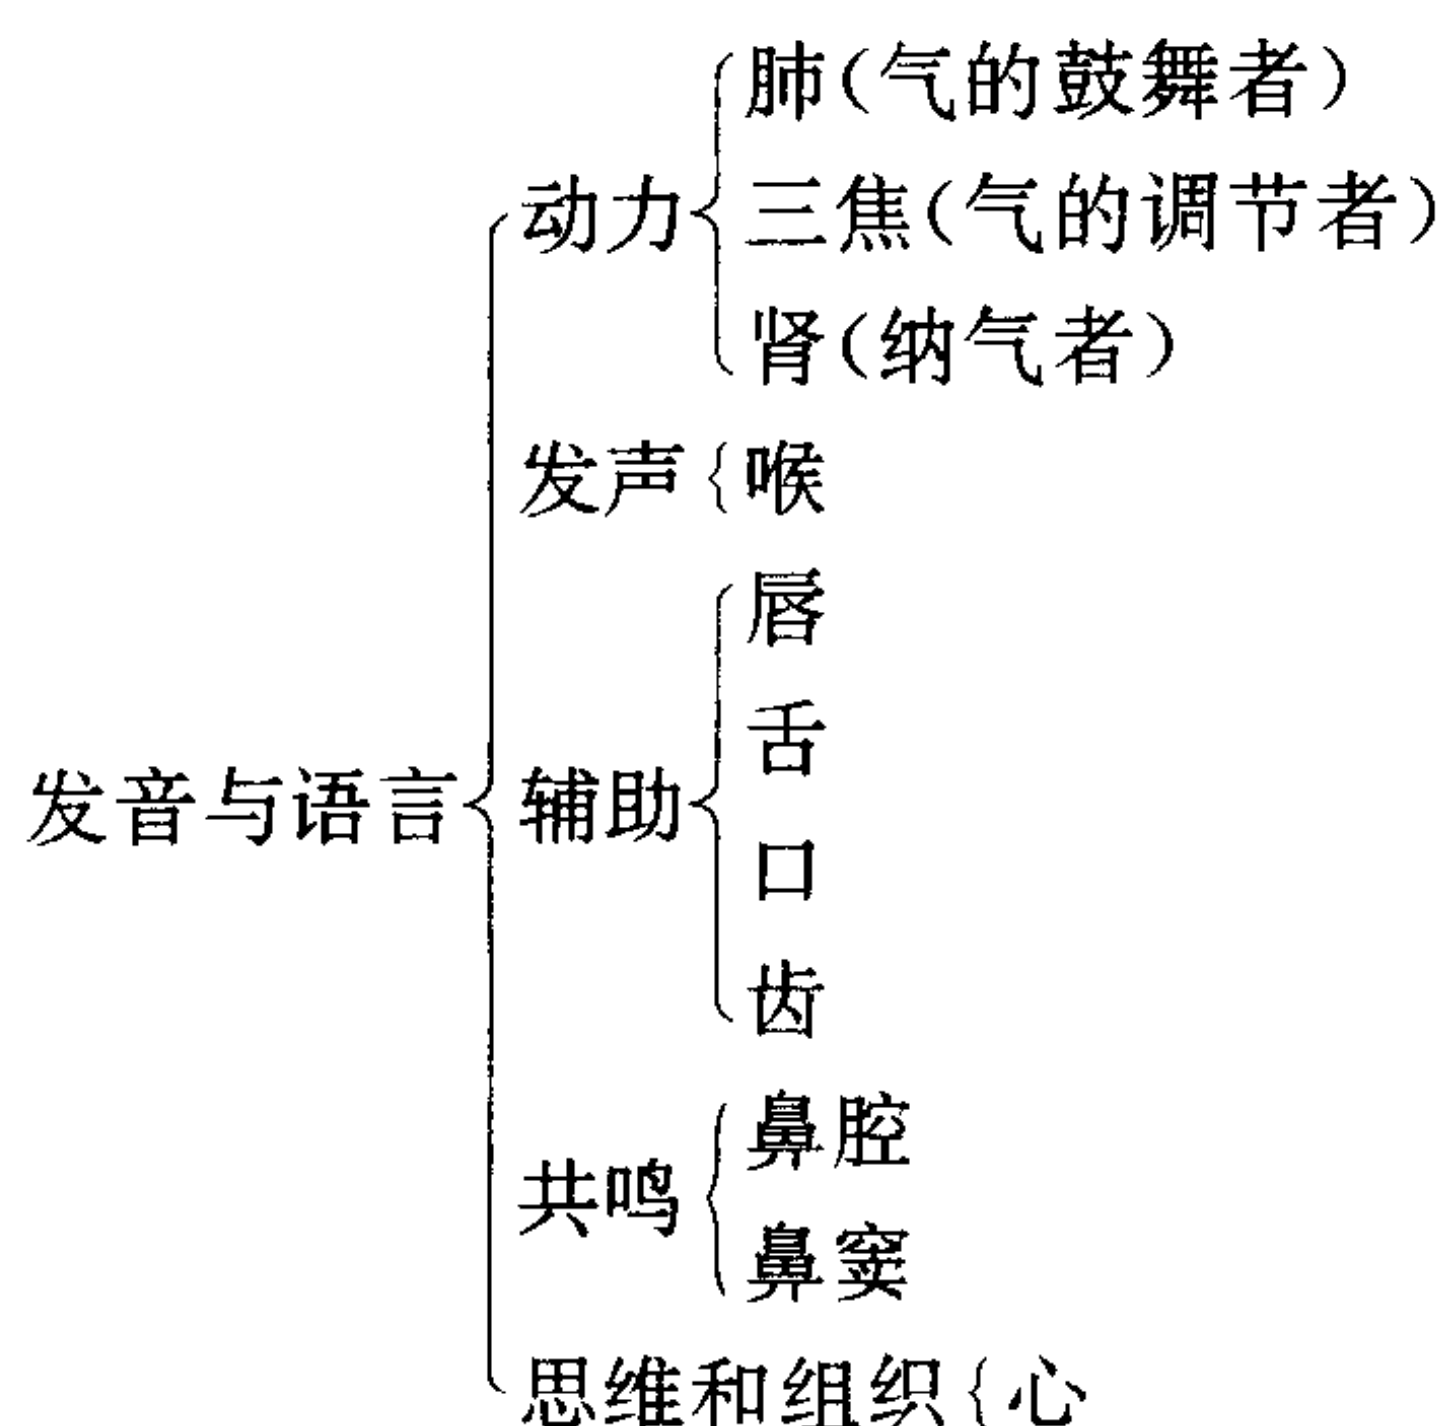 肺(气的鼓舞者)
动力 三焦(气的调节者)
肾(纳气者)
发声 喉
唇
舌
发音与语言 辅助
口
齿
鼻腔
共鸣
鼻窦
思维和组织 心